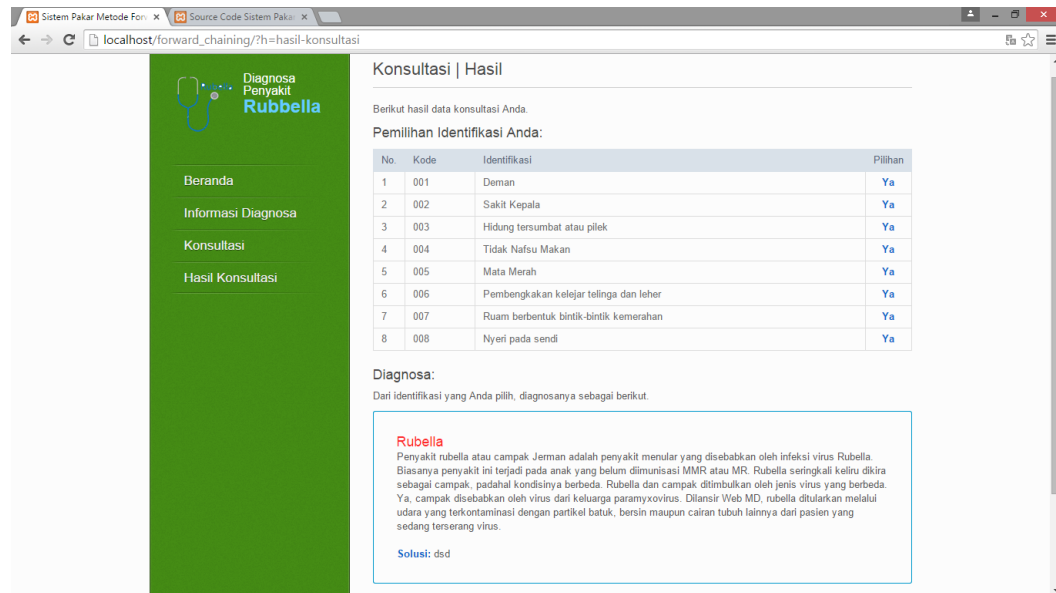 Sistem Pakar Metode For
Source Code Sistem Pakar
localhost/forward_chaining/?h=hasil-konsultasi
Diagnosa
Penyakit
Rubbella
Beranda
Informasi Diagnosa
Konsultasi
Hasil Konsultasi
Konsultasi | Hasil
Berikut hasil data konsultasi Anda.
Pemilihan Identifikasi Anda:
No. Kode Identifikasi Pilihan
1 001 Deman Ya
2 002 Sakit Kepala Ya
3 003 Hidung tersumbat atau pilek Ya
4 004 Tidak Nafsu Makan Ya
5 005 Mata Merah Ya
6 006 Pembengkakan kelejar telinga dan leher Ya
7 007 Ruam berbentuk bintik-bintik kemerahan Ya
8 008 Nyeri pada sendi Ya
Diagnosa:
Dari identifikasi yang Anda pilih, diagnosanya sebagai berikut.
Rubella
Penyakit rubella atau campak Jerman adalah penyakit menular yang disebabkan oleh infeksi virus Rubella.
Biasanya penyakit ini terjadi pada anak yang belum diimunisasi MMR atau MR. Rubella seringkali keliru dikira
sebagai campak, padahal kondisinya berbeda. Rubella dan campak ditimbulkan oleh jenis virus yang berbeda.
Ya, campak disebabkan oleh virus dari keluarga paramyxovirus. Dilansir Web MD, rubella ditularkan melalui
udara yang terkontaminasi dengan partikel batuk, bersin maupun cairan tubuh lainnya dari pasien yang
sedang terserang virus.
Solusi: dsd